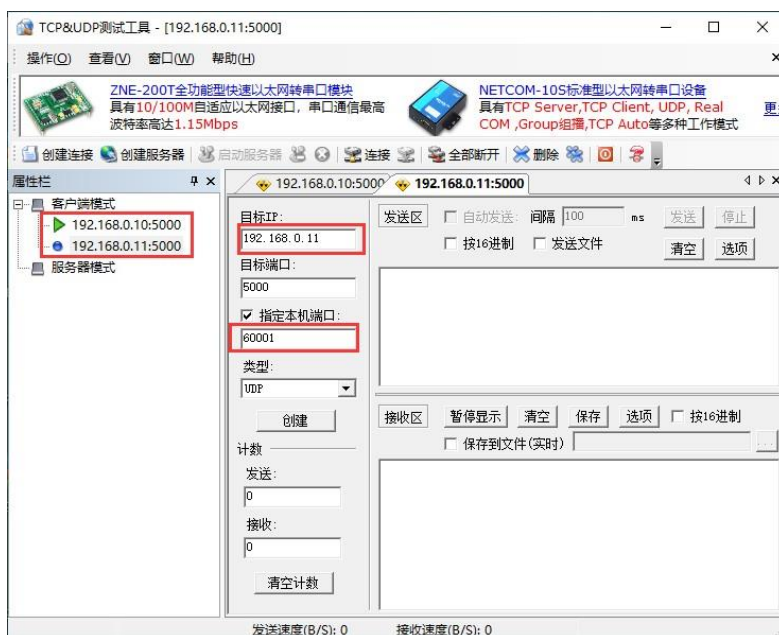 TCP&UDP测试工具 - [192.168.0.11:5000]
操作(O) 查看(V) 窗口(W) 帮助(H)
ZNE-200T全功能型快速以太网转串口模块
具有10/100M自适应以太网接口，串口通信最高
波特率高达1.15Mbps
NETCOM-10S标准型以太网转串口设备
具有TCP Server,TCP Client, UDP, Real
COM ,Group组播,TCP Auto等多种工作模式
更
创建连接 创建服务器 启动服务器 连接 全部断开 删除
属性栏
客户端模式
192.168.0.10:5000
192.168.0.11:5000
服务器模式
192.168.0.10:500 192.168.0.11:5000
目标IP:
192.168.0.11
目标端口:
5000
指定本机端口:
60001
类型:
UDP
创建
计数
发送:
0
接收:
0
清空计数
发送区 自动发送: 间隔 100 ms 发送 停止
按16进制 发送文件 清空 选项
接收区 暂停显示 清空 保存 选项 按16进制
保存到文件(实时) ...
发送速度(B/S): 0 接收速度(B/S): 0